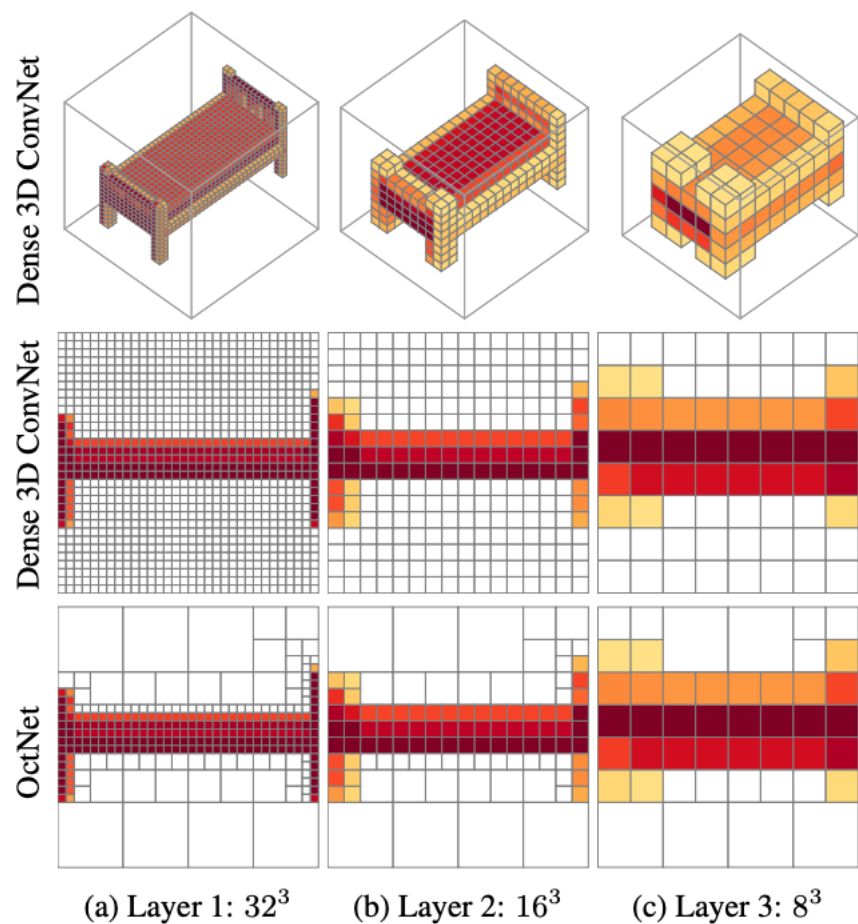 Dense 3D ConvNet
Dense 3D ConvNet
OctNet
(a) Layer 1: 32³
(b) Layer 2: 16³
(c) Layer 3: 8³